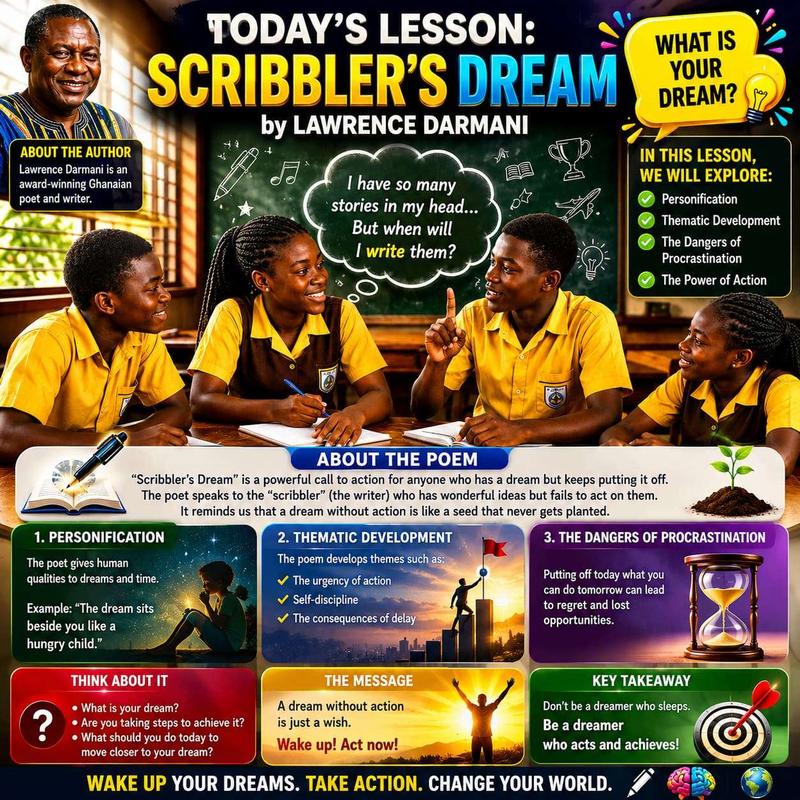 TODAY'S LESSON:
SCRIBBLER'S DREAM
by LAWRENCE DARMANI
WHAT IS
YOUR
DREAM?
ABOUT THE AUTHOR
Lawrence Darmani is an
award-winning Ghanaian
poet and writer.
I have so many
stories in my head...
But when will
I write them?
IN THIS LESSON,
WE WILL EXPLORE:
Personification
Thematic Development
The Dangers of
Procrastination
The Power of Action
ABOUT THE POEM
"Scribbler's Dream" is a powerful call to action for anyone who has a dream but keeps putting it off.
The poet speaks to the "scribbler" (the writer) who has wonderful ideas but fails to act on them.
It reminds us that a dream without action is like a seed that never gets planted.
1. PERSONIFICATION
The poet gives human
qualities to dreams and time.
Example: "The dream sits
beside you like a
hungry child."
2. THEMATIC DEVELOPMENT
The poem develops themes such as:
The urgency of action
Self-discipline
The consequences of delay
3. THE DANGERS OF PROCRASTINATION
Putting off today what you
can do tomorrow can lead
to regret and lost
opportunities.
THINK ABOUT IT
?
• What is your dream?
• Are you taking steps to achieve it?
• What should you do today to
move closer to your dream?
THE MESSAGE
A dream without action
is just a wish.
Wake up! Act now!
KEY TAKEAWAY
Don't be a dreamer who sleeps.
Be a dreamer
who acts and achieves!
WAKE UP YOUR DREAMS. TAKE ACTION. CHANGE YOUR WORLD.